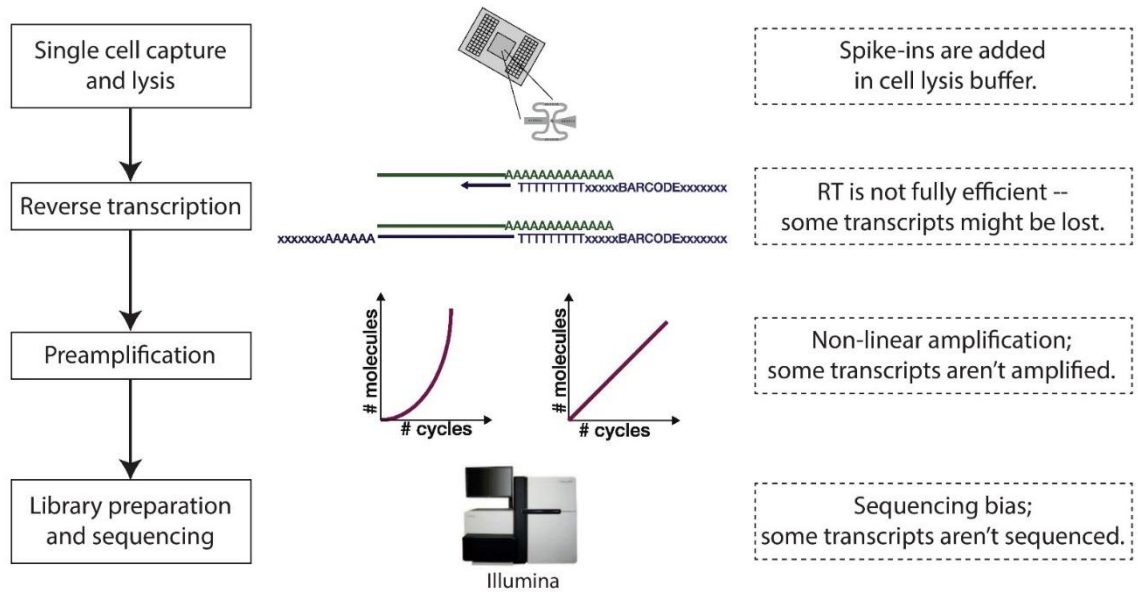 Single cell capture
and lysis
Spike-ins are added
in cell lysis buffer.
Reverse transcription
AAAAAAAAAAAAA
TTTTTTTTTxxxxxBARCODExxxxxxx
AAAAAAAAAAAAA
xxxxxxxAAAAAA
TTTTTTTTTxxxxxBARCODExxxxxxx
RT is not fully efficient --
some transcripts might be lost.
Preamplification
# molecules
# cycles
# molecules
# cycles
Non-linear amplification;
some transcripts aren't amplified.
Library preparation
and sequencing
Illumina
Sequencing bias;
some transcripts aren't sequenced.